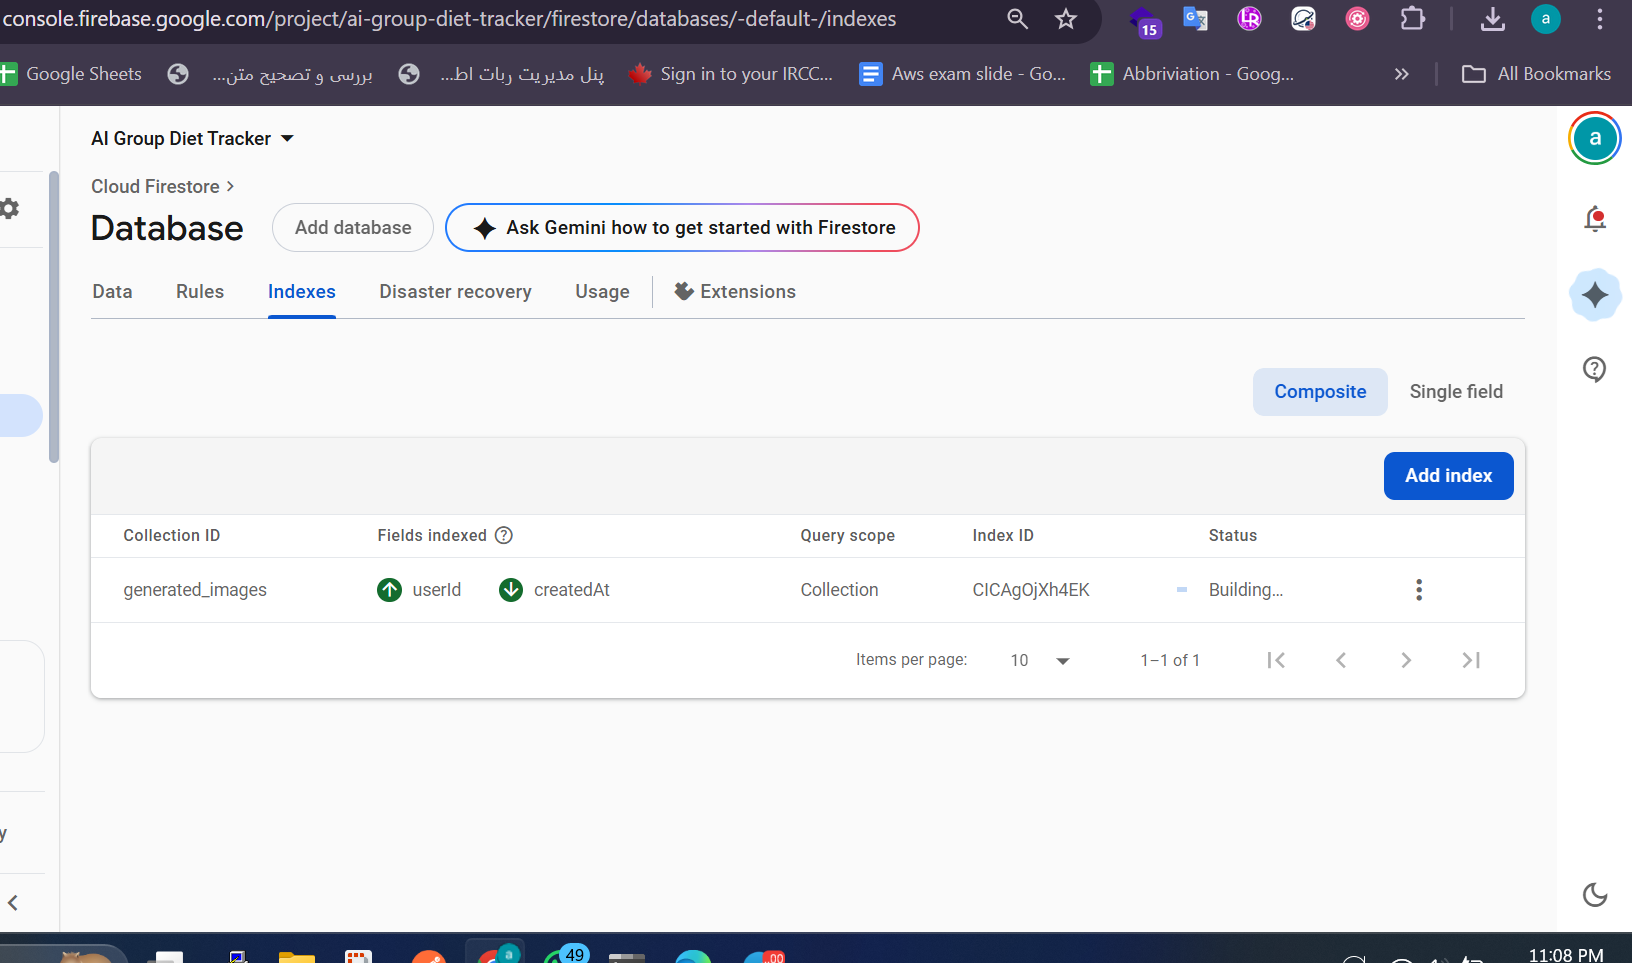 console.firebase.google.com/project/ai-group-diet-tracker/firestore/databases/-default-/indexes
15
a
Google Sheets
بررسی و تصحیح متن...
پنل مدیریت ربات اط...
Sign in to your IRCC...
Aws exam slide - Go...
Abbriviation - Goog...
All Bookmarks
AI Group Diet Tracker
a
Cloud Firestore
Database
Add database
Ask Gemini how to get started with Firestore
Data
Rules
Indexes
Disaster recovery
Usage
Extensions
Composite
Single field
Add index
Collection ID
Fields indexed
Query scope
Index ID
Status
generated_images
userId
createdAt
Collection
CICAgOjXh4EK
Building...
Items per page:
10
1–1 of 1
y
a
49
.00
11:08 PM